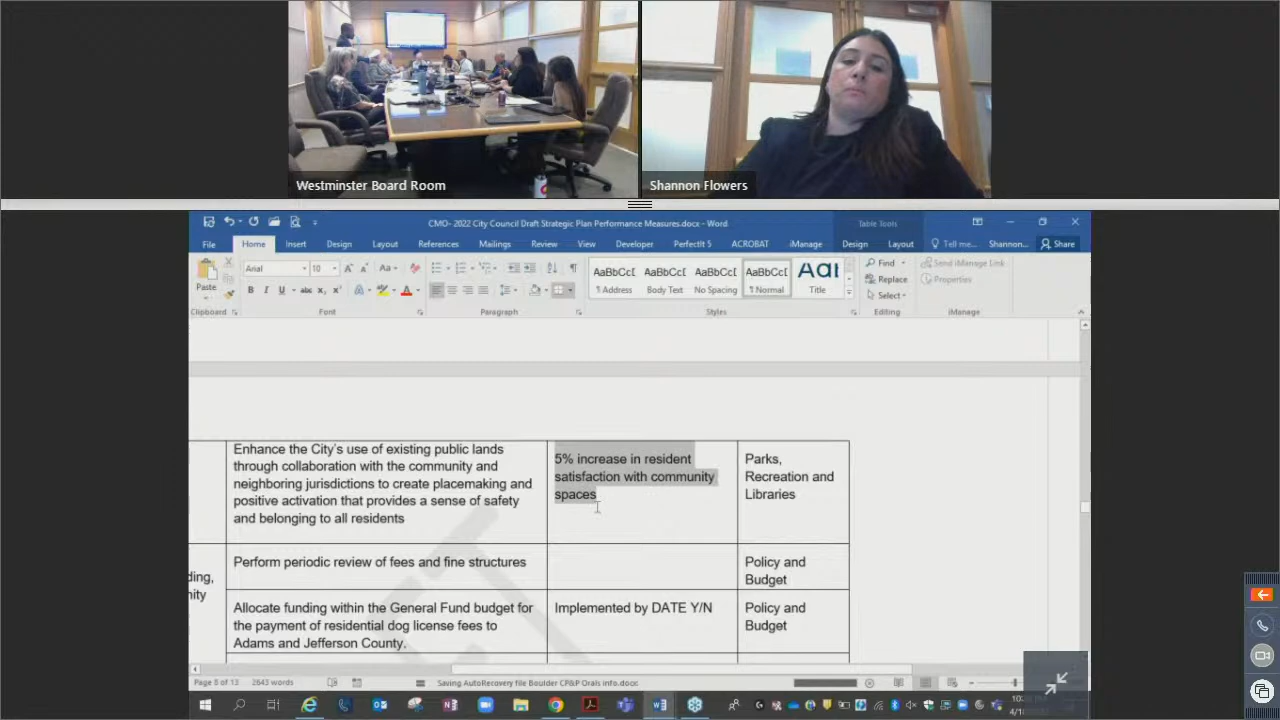 Westminster Board Room
Shannon Flowers
CMO- 2022 City Council Draft Strategic Plan Performance Measures.docx - Word
Table Tools
File Home Insert Design Layout References Mailings Review View Developer PerfectIt 5 ACROBAT iManage Design Layout Tell me... Shannon... Share
Paste
Arial 10
Aa
B I U abc
AaBbCcI AaBbCcI AaBbCcI AaBbCcI AaI
¶ Address Body Text No Spacing ¶ Normal Title
Find
Replace
Select
Send iManage Link
Properties
Clipboard Font Paragraph Styles Editing iManage
Enhance the City's use of existing public lands
through collaboration with the community and
neighboring jurisdictions to create placemaking and
positive activation that provides a sense of safety
and belonging to all residents
5% increase in resident
satisfaction with community
spaces
Parks,
Recreation and
Libraries
ding,
nity
Perform periodic review of fees and fine structures
Policy and
Budget
Allocate funding within the General Fund budget for
the payment of residential dog license fees to
Adams and Jefferson County.
Implemented by DATE Y/N
Policy and
Budget
Page 8 of 13 2643 words Saving AutoRecovery file Boulder CP&P Orals info.docx